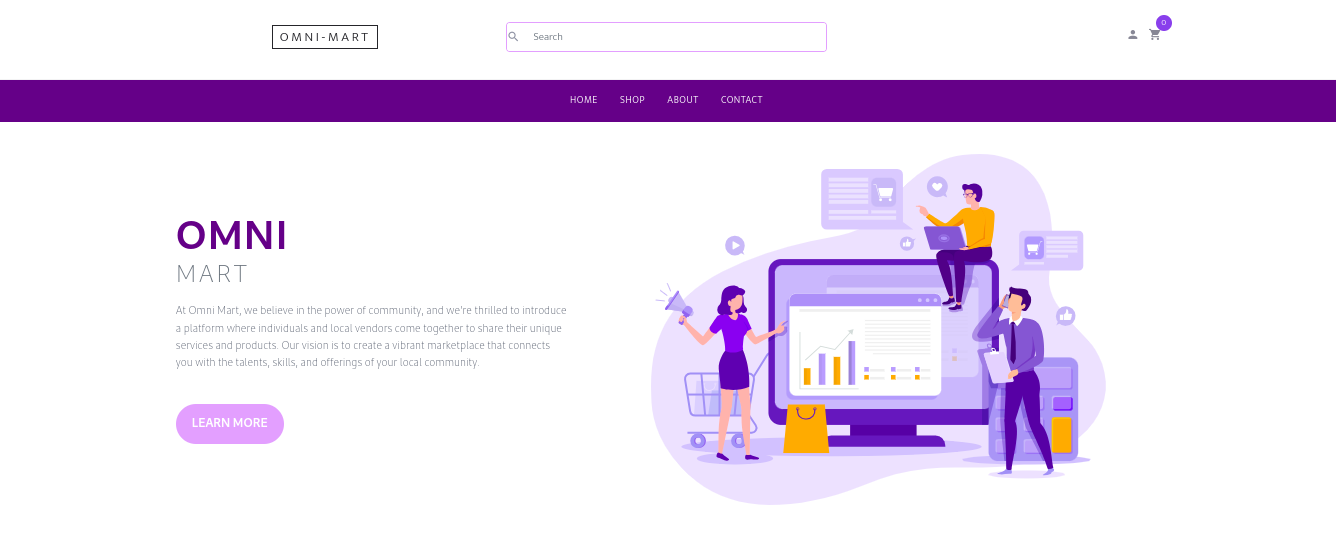 OMNI-MART
Search
0
HOME SHOP ABOUT CONTACT
OMNI
MART
At Omni Mart, we believe in the power of community, and we're thrilled to introduce
a platform where individuals and local vendors come together to share their unique
services and products. Our vision is to create a vibrant marketplace that connects
you with the talents, skills, and offerings of your local community.
LEARN MORE